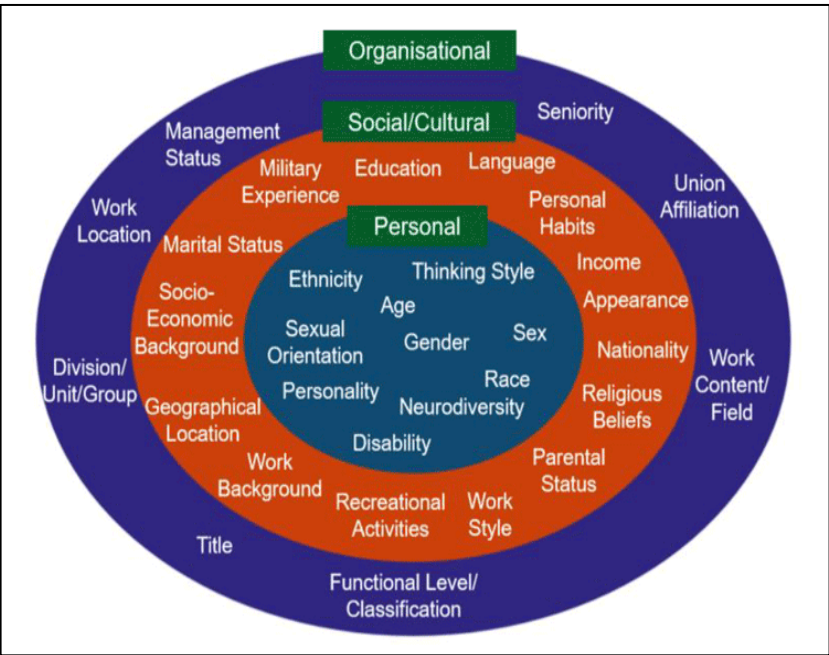 Organisational
Seniority
Management
Status
Union
Affiliation
Work
Location
Division/
Unit/Group
Work
Content/
Field
Title
Functional Level/
Classification
Social/Cultural
Military
Experience
Education
Language
Personal
Habits
Marital Status
Income
Socio-
Economic
Background
Appearance
Nationality
Geographical
Location
Religious
Beliefs
Work
Background
Parental
Status
Recreational
Activities
Work
Style
Personal
Ethnicity
Thinking Style
Age
Sexual
Orientation
Gender
Sex
Personality
Race
Neurodiversity
Disability